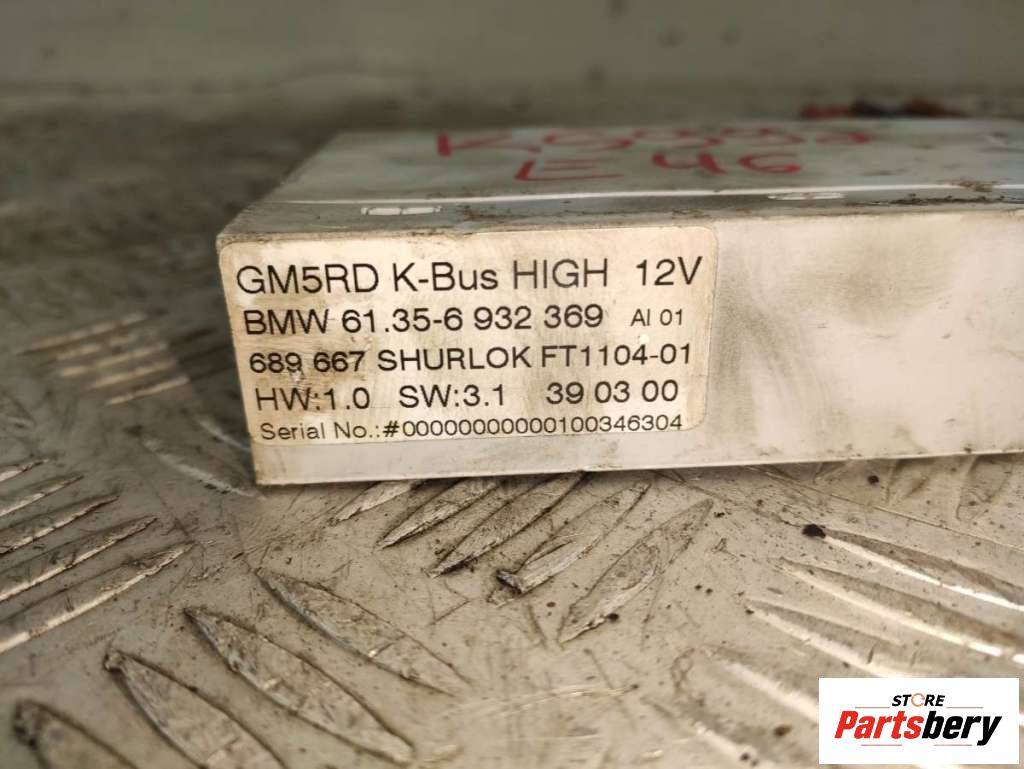 E46
GM5RD K-Bus HIGH 12V
BMW 61.35-6 932 369 AI 01
689 667 SHURLOK FT1104-01
HW:1.0 SW:3.1 39 03 00
Serial No.:#00000000000100346304
STORE
Partsbery